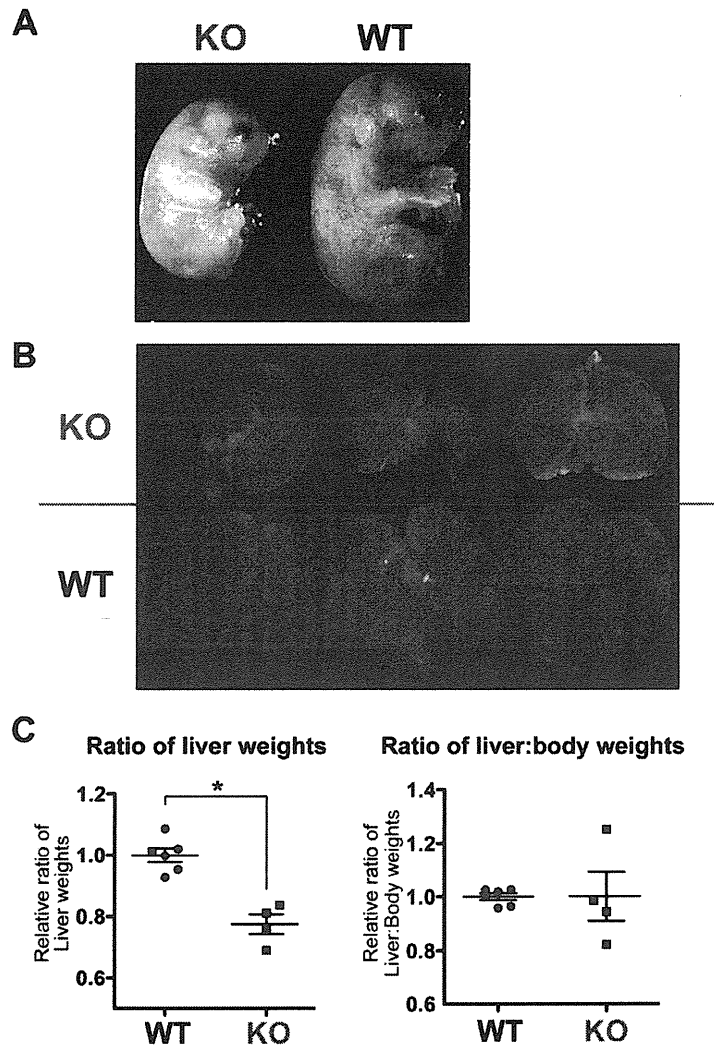 A
KO WT
B
KO
WT
C
Ratio of liver weights
Relative ratio of
Liver weights
1.2
1.0
0.8
0.6
*
WT KO
Ratio of liver:body weights
Relative ratio of
Liver:Body weights
1.4
1.2
1.0
0.8
0.6
WT KO